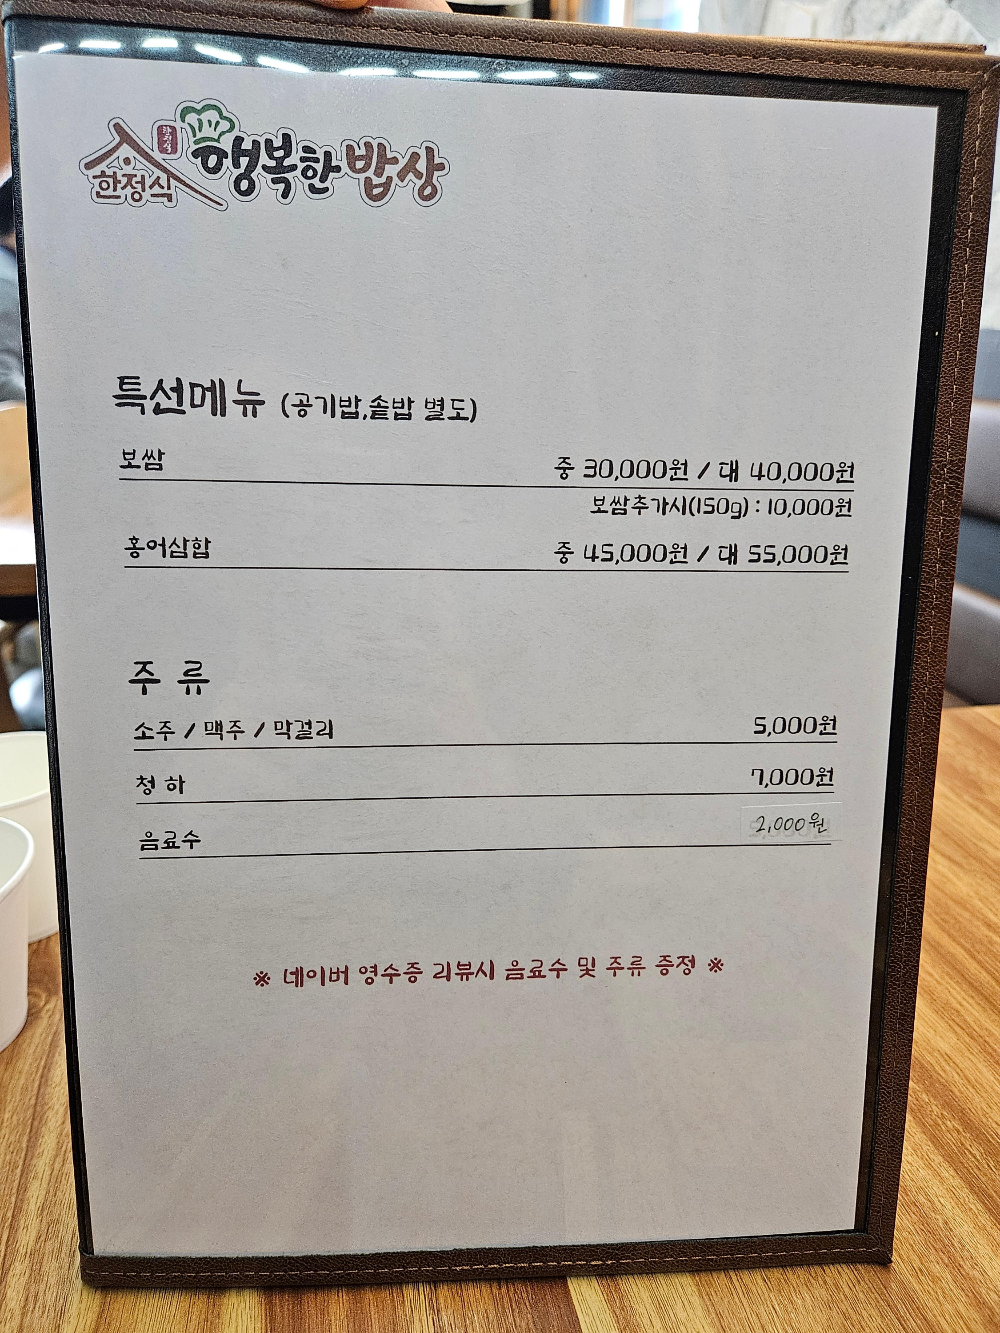 한정식 행복한밥상
특선메뉴 (공기밥,솥밥 별도)
보쌈 중 30,000원 / 대 40,000원
보쌈추가시(150g) : 10,000원
홍어삼합 중 45,000원 / 대 55,000원
주 류
소주 / 맥주 / 막걸리 5,000원
청 하 7,000원
음료수 2,000원
※ 네이버 영수증 리뷰시 음료수 및 주류 증정 ※